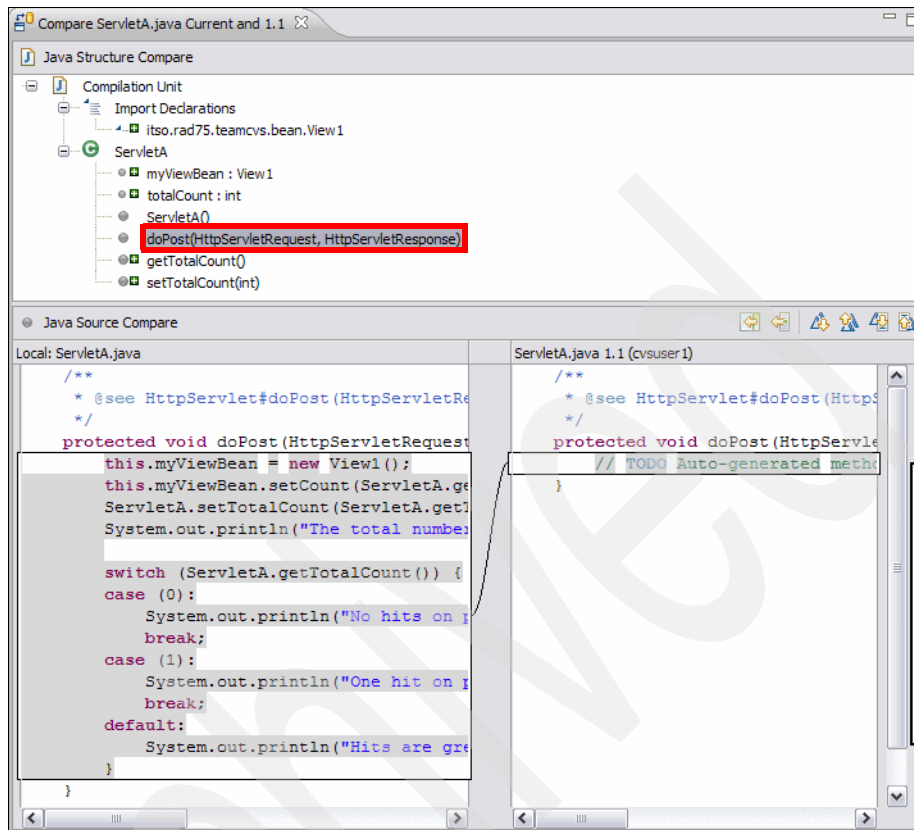 Compare ServletA.java Current and 1.1
Java Structure Compare
Compilation Unit
Import Declarations
itso.rad75.teamcvs.bean.View1
ServletA
myViewBean : View1
totalCount : int
ServletA()
doPost(HttpServletRequest, HttpServletResponse)
getTotalCount()
setTotalCount(int)
Java Source Compare
Local: ServletA.java
/**
* @see HttpServlet#doPost(HttpServletRe
*/
protected void doPost(HttpServletRequest
this.myViewBean = new View1();
this.myViewBean.setCount(ServletA.ge
ServletA.setTotalCount(ServletA.getT
System.out.println("The total number
switch (ServletA.getTotalCount()) {
case (0):
System.out.println("No hits on p
break;
case (1):
System.out.println("One hit on p
break;
default:
System.out.println("Hits are gre
}
}
ServletA.java 1.1 (cvsuser1)
/**
* @see HttpServlet#doPost(HttpS
*/
protected void doPost(HttpServle
// TODO Auto-generated metho
}